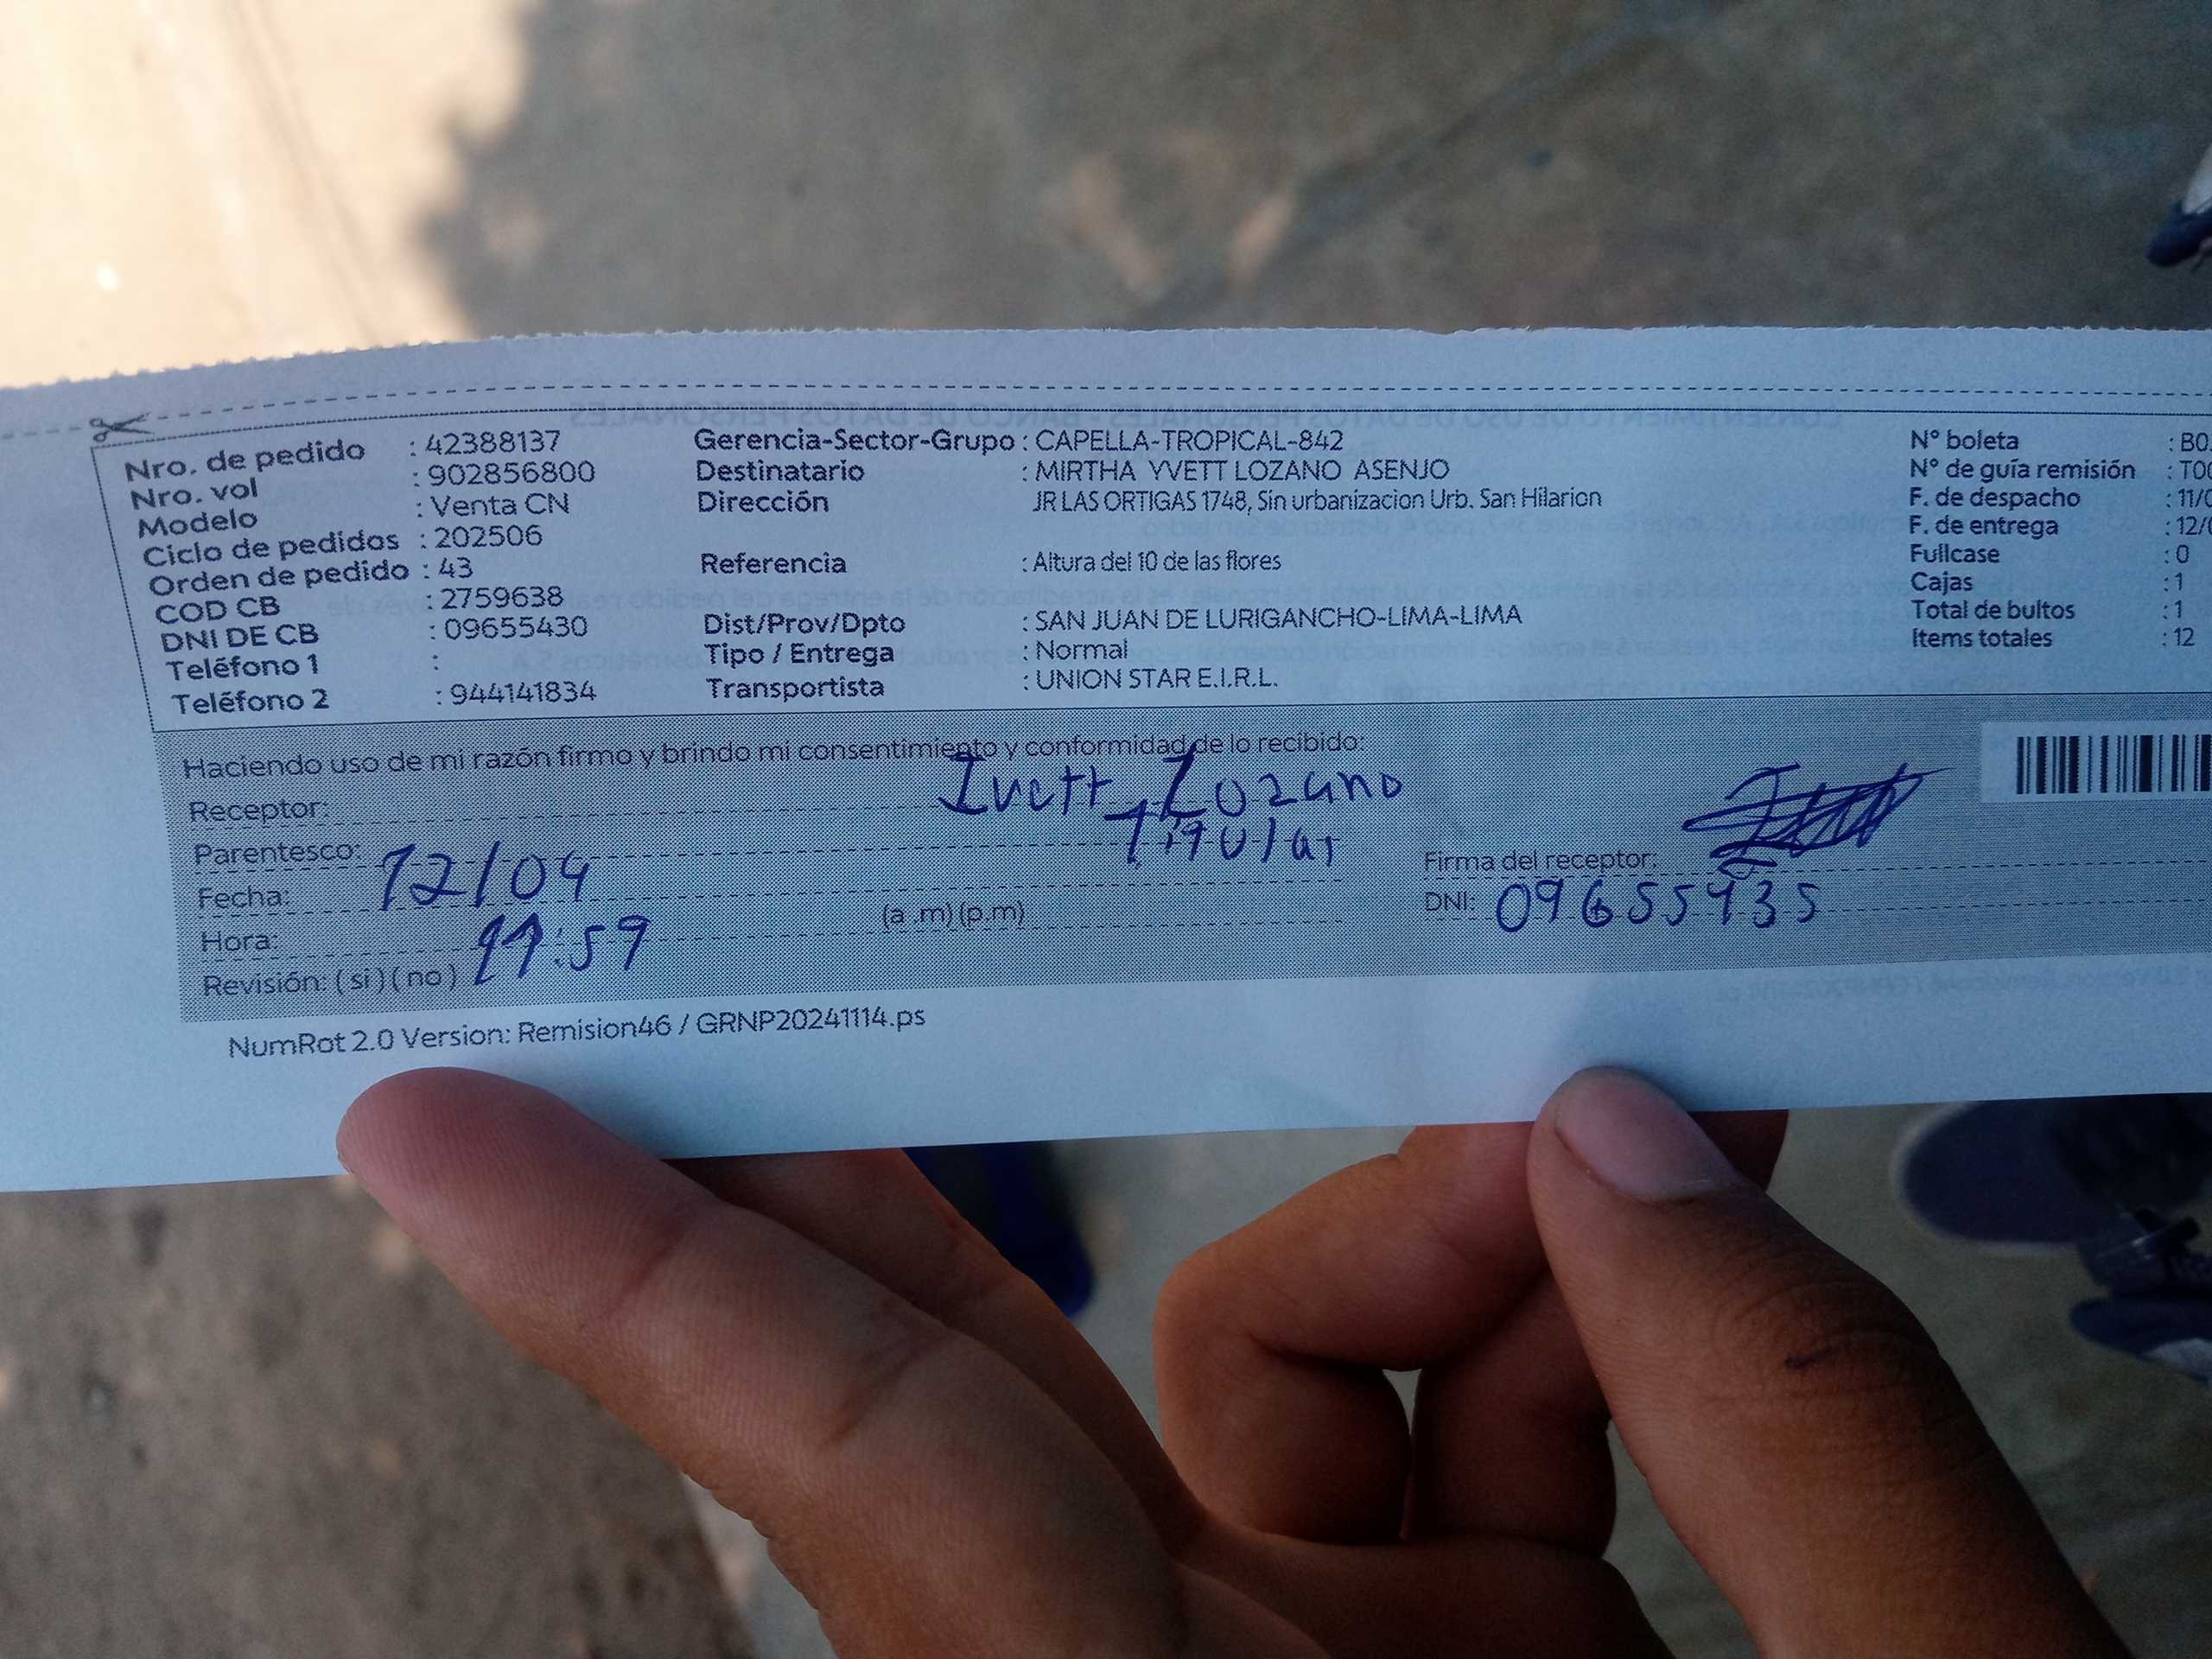 Nro. de pedido : 42388137
Nro. vol : 902856800
Modelo : Venta CN
Ciclo de pedidos : 202506
Orden de pedido : 43
COD CB : 2759638
DNI DE CB : 09655430
Teléfono 1 :
Teléfono 2 : 944141834
Gerencia-Sector-Grupo : CAPELLA-TROPICAL-842
Destinatario : MIRTHA YVETT LOZANO ASENJO
Dirección JR LAS ORTIGAS 1748, Sin urbanizacion Urb. San Hilarion
Referencia : Altura del 10 de las flores
Dist/Prov/Dpto : SAN JUAN DE LURIGANCHO-LIMA-LIMA
Tipo / Entrega : Normal
Transportista : UNION STAR E.I.R.L.
N° boleta : B0
N° de guía remisión : T00
F. de despacho : 11/0
F. de entrega : 12/0
Fullcase : 0
Cajas : 1
Total de bultos : 1
Items totales : 12
Haciendo uso de mi razón firmo y brindo mi consentimiento y conformidad de lo recibido:
Receptor: Ivett Lozano
Parentesco: Titular
Fecha: 12/04
Hora: 11:59 (a .m) (p.m)
Revisión: ( si ) ( no )
Firma del receptor:
DNI: 09655435
NumRot 2.0 Version: Remision46 / GRNP20241114.ps